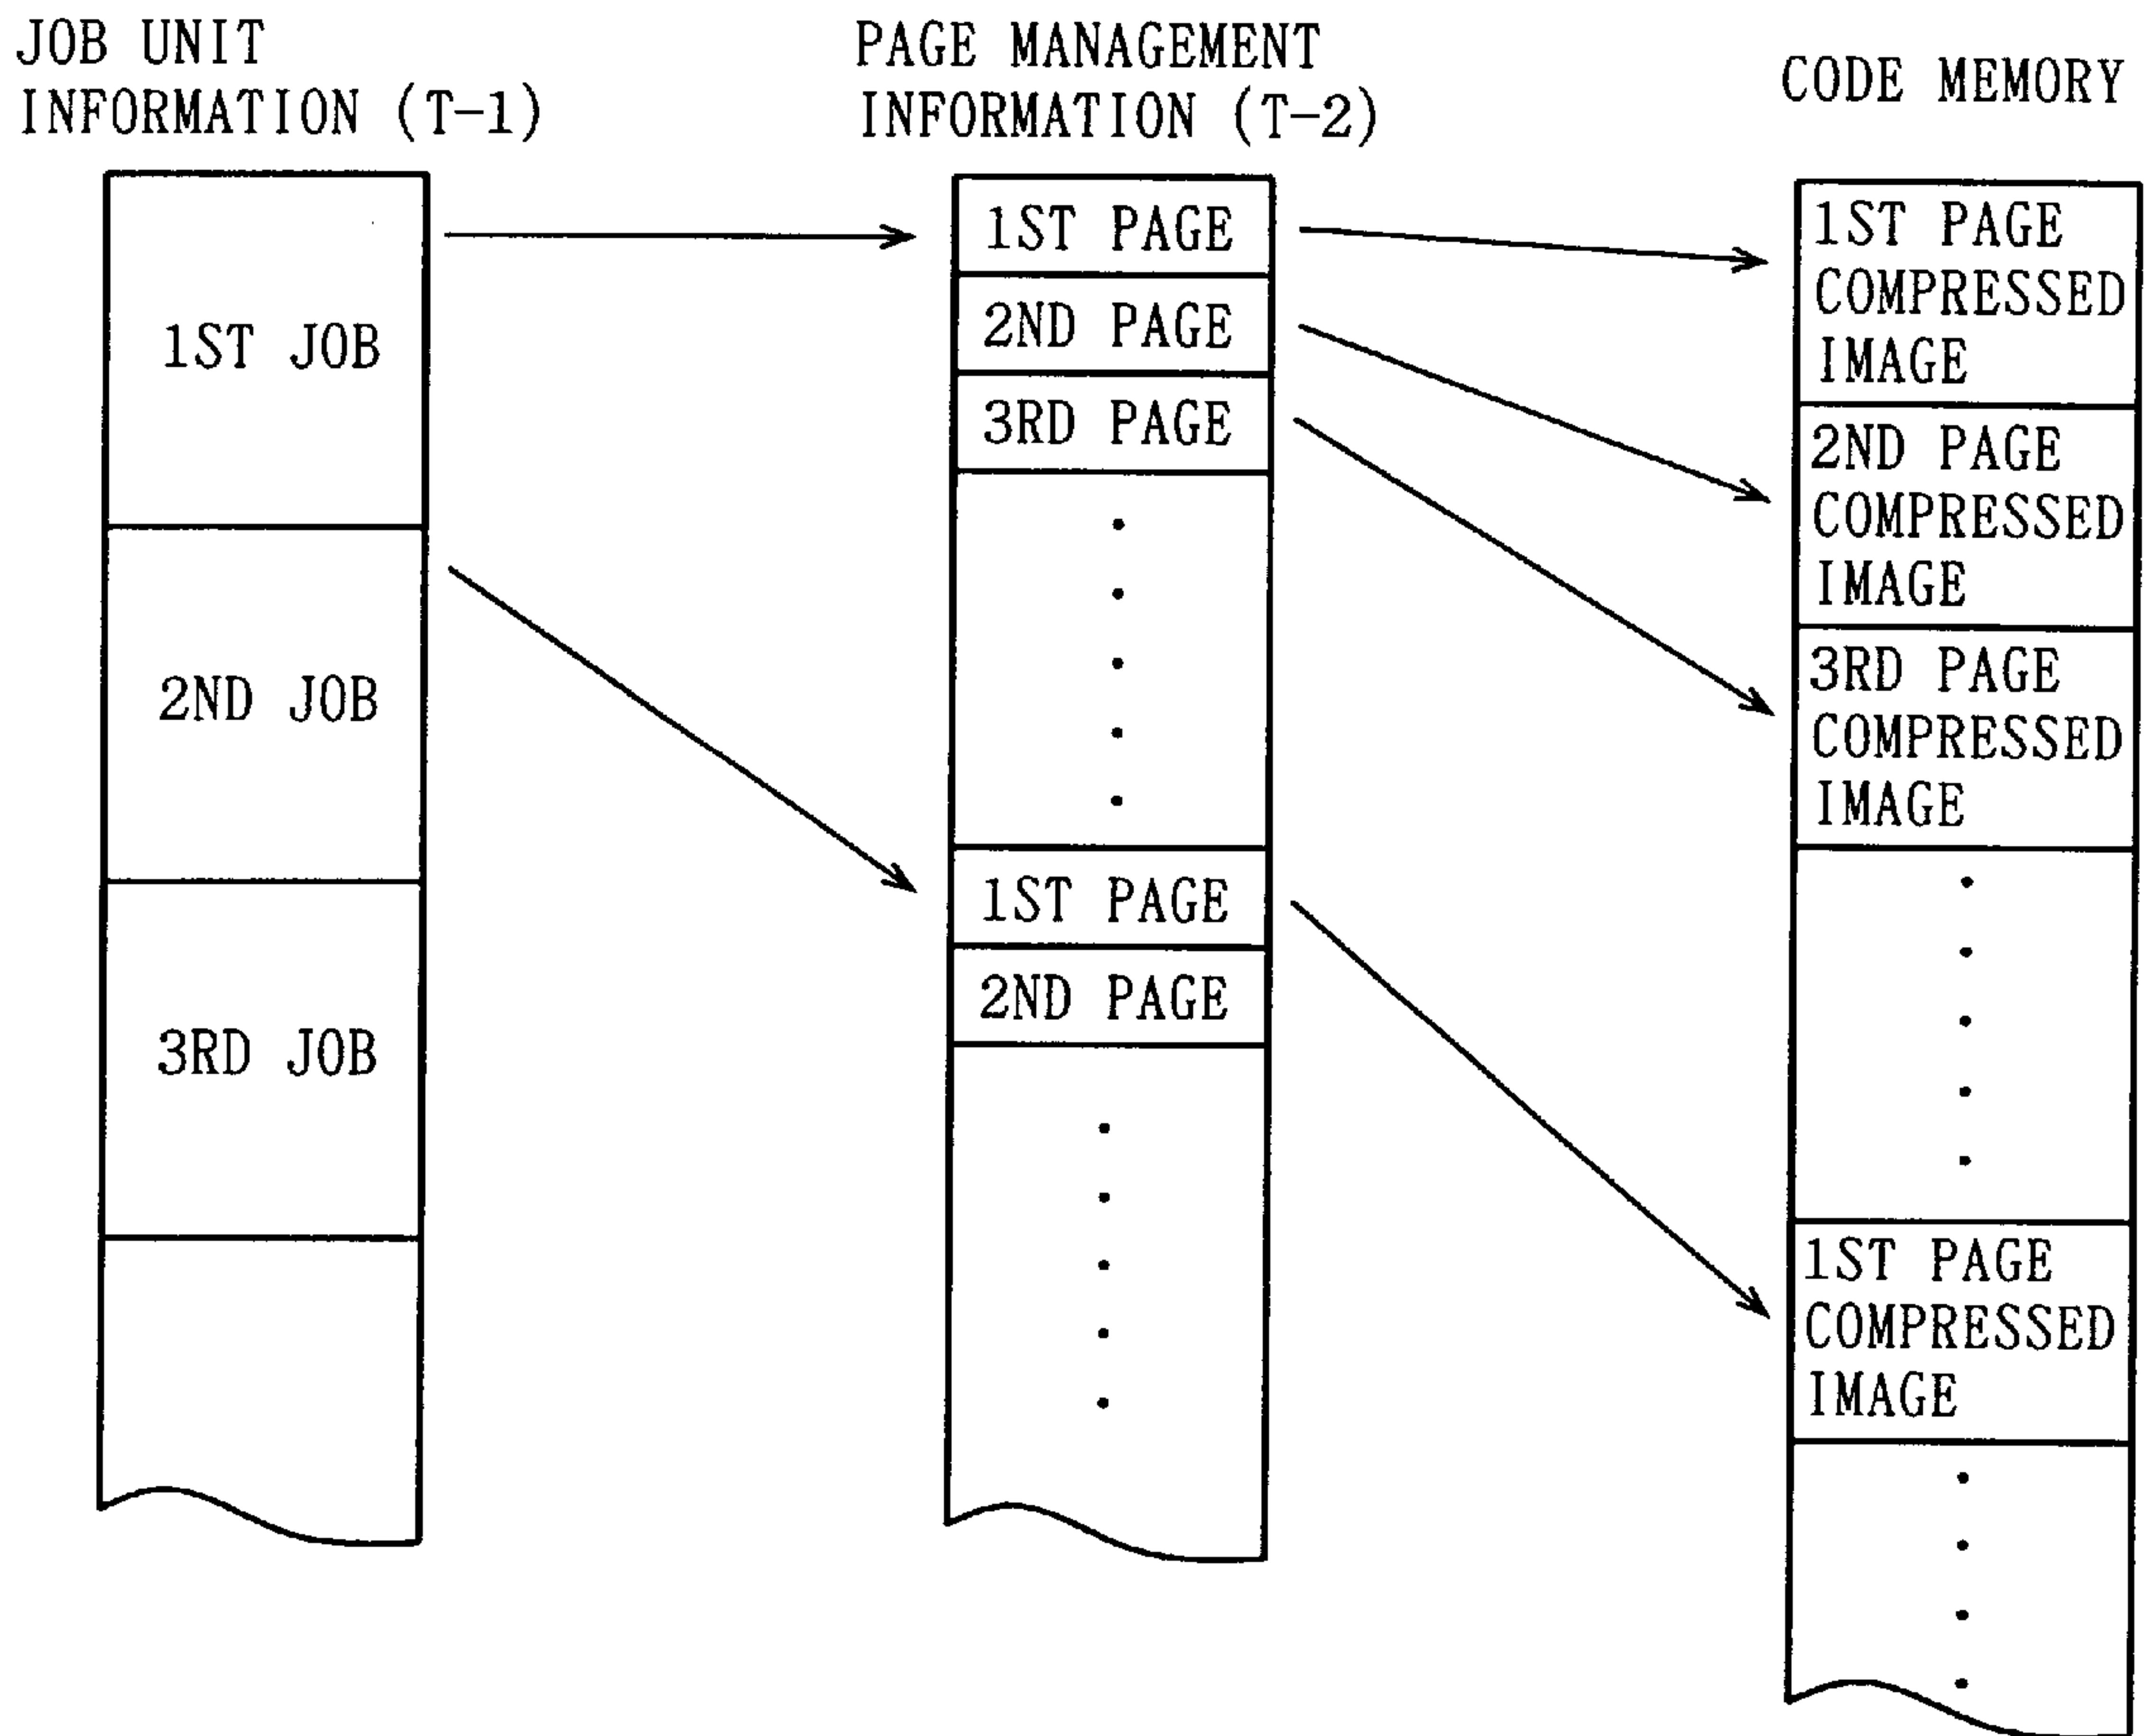 JOB UNIT
INFORMATION (T-1)
1ST JOB
2ND JOB
3RD JOB
PAGE MANAGEMENT
INFORMATION (T-2)
1ST PAGE
2ND PAGE
3RD PAGE
1ST PAGE
2ND PAGE
CODE MEMORY
1ST PAGE
COMPRESSED
IMAGE
2ND PAGE
COMPRESSED
IMAGE
3RD PAGE
COMPRESSED
IMAGE
1ST PAGE
COMPRESSED
IMAGE